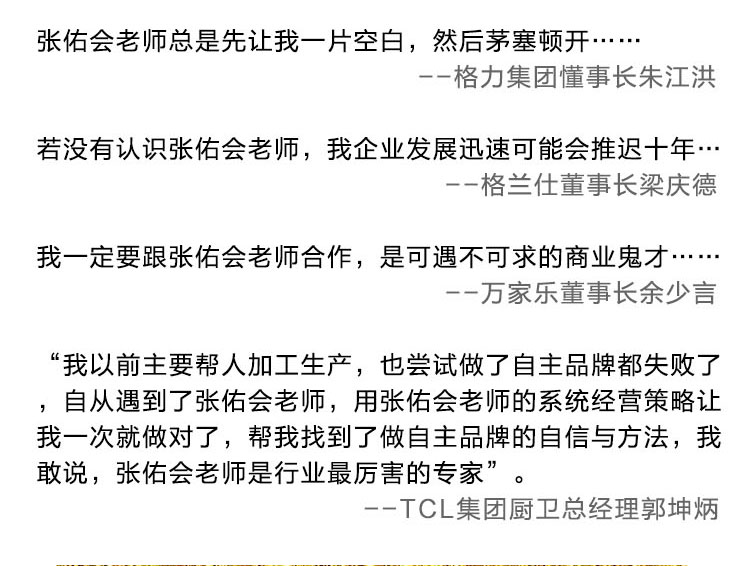 张佑会老师总是先让我一片空白，然后茅塞顿开……
--格力集团懂事长朱江洪
若没有认识张佑会老师，我企业发展迅速可能会推迟十年…
--格兰仕董事长梁庆德
我一定要跟张佑会老师合作，是可遇不可求的商业鬼才……
--万家乐董事长余少言
“我以前主要帮人加工生产，也尝试做了自主品牌都失败了
，自从遇到了张佑会老师，用张佑会老师的系统经营策略让
我一次就做对了，帮我找到了做自主品牌的自信与方法，我
敢说，张佑会老师是行业最厉害的专家”。
--TCL集团厨卫总经理郭坤炳